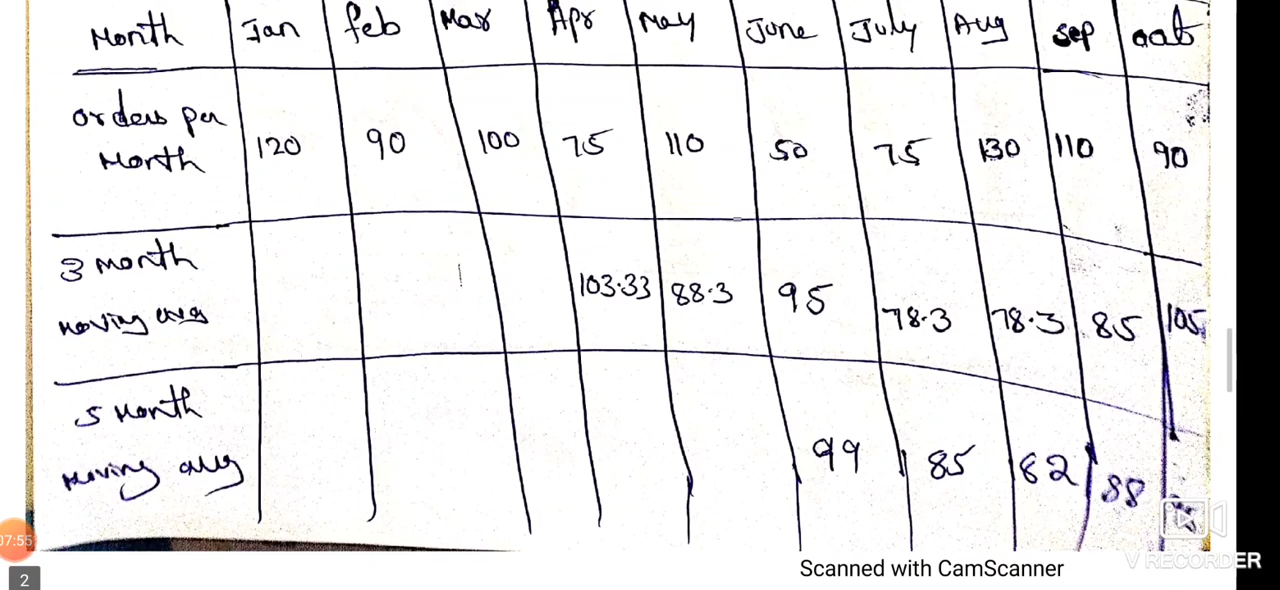 Month Jan feb Mar Apr May June July Aug sep
orders per
Month 120 90 100 75 110 50 75 130 110 90
3 month
Moving avg 103.33 88.3 95 78.3 78.3 85 105
5 Month
Moving avg 99 85 82 88
07:55
2
Scanned with CamScanner
V RECORDER